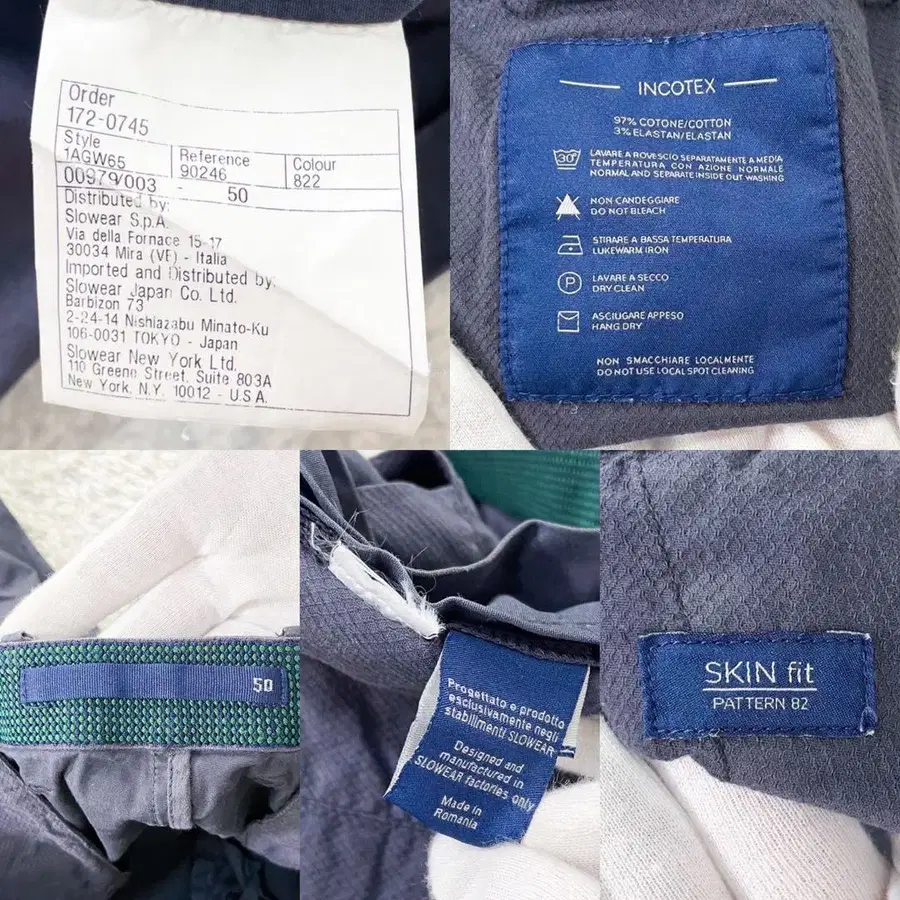 Order
172-0745
Style
1AGW65
Reference
90246
Colour
822
00979/003 - 50
Distributed by:
Slowear S.p.A.
Via della Fornace 15-17
30034 Mira (VE) - Italia
Imported and Distributed by:
Slowear Japan Co. Ltd.
Barbizon 73
2-24-14 Nishiazabu Minato-Ku
106-0031 TOKYO - Japan
Slowear New York Ltd.
110 Greene Street, Suite 803A
New York, N.Y. 10012 - U.S.A.
INCOTEX
97% COTONE/COTTON
3% ELASTAN/ELASTAN
30°
LAVARE A ROVESCIO SEPARATAMENTE A MEDIA
TEMPERATURA CON AZIONE NORMALE
NORMAL AND SEPARATE INSIDE OUT WASHING
NON CANDEGGIARE
DO NOT BLEACH
STIRARE A BASSA TEMPERATURA
LUKEWARM IRON
P
LAVARE A SECCO
DRY CLEAN
ASCIUGARE APPESO
HANG DRY
NON SMACCHIARE LOCALMENTE
DO NOT USE LOCAL SPOT CLEANING
50
Progettato e prodotto
esclusivamente negli
stabilimenti SLOWEAR
Designed and
manufactured in
SLOWEAR factories only
Made in
Romania
SKIN fit
PATTERN 82